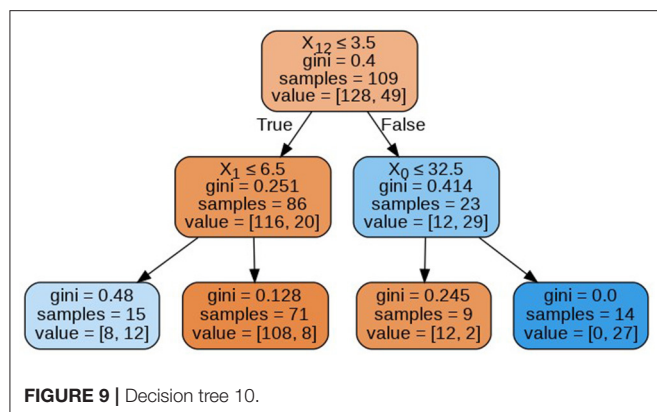 X12 ≤ 3.5
gini = 0.4
samples = 109
value = [128, 49]
True
False
X1 ≤ 6.5
gini = 0.251
samples = 86
value = [116, 20]
X0 ≤ 32.5
gini = 0.414
samples = 23
value = [12, 29]
gini = 0.48
samples = 15
value = [8, 12]
gini = 0.128
samples = 71
value = [108, 8]
gini = 0.245
samples = 9
value = [12, 2]
gini = 0.0
samples = 14
value = [0, 27]
FIGURE 9 | Decision tree 10.